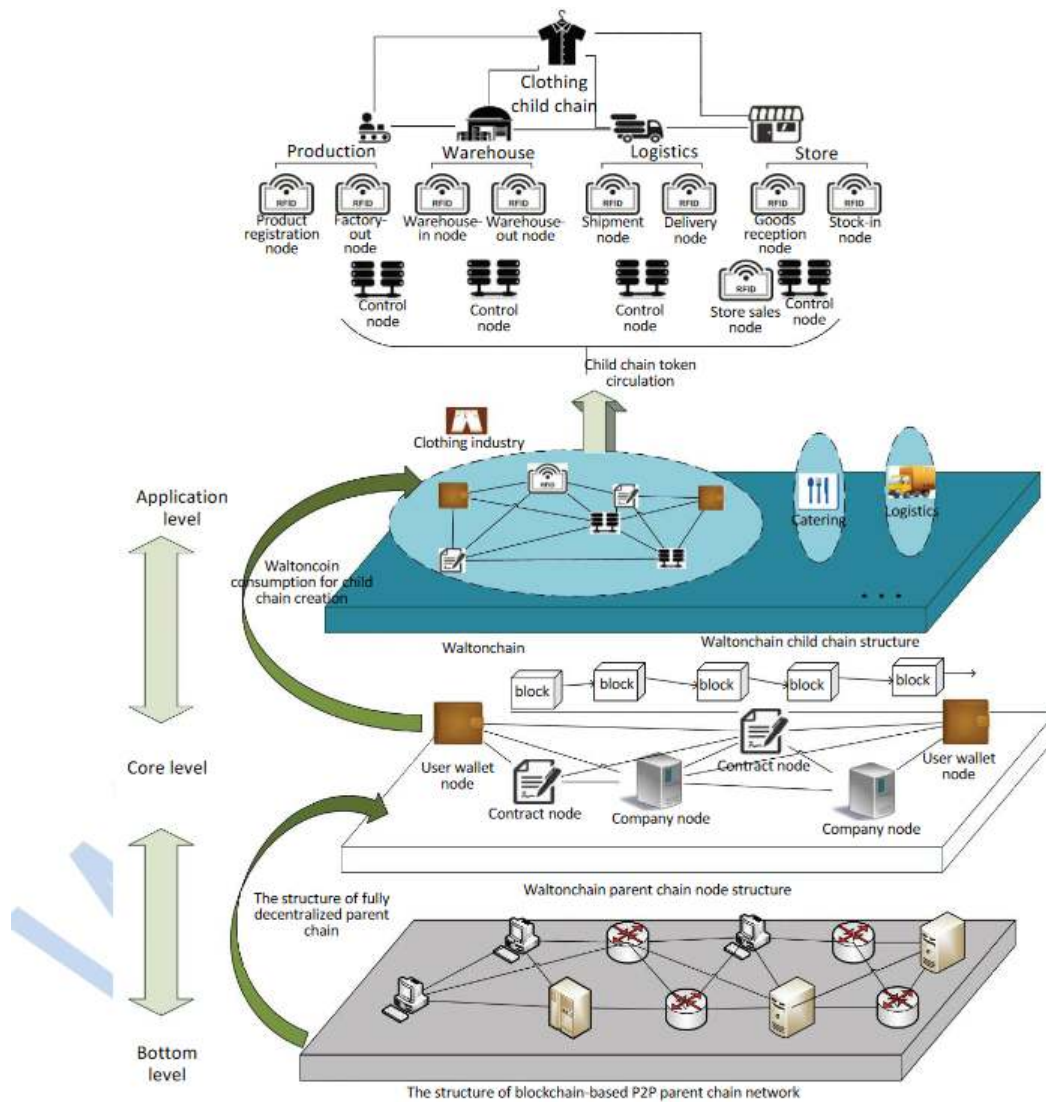 Clothing
child chain
Production
Warehouse
Logistics
Store
RFID
RFID
RFID
RFID
RFID
RFID
RFID
RFID
Product
registration
node
Factory-
out
node
Warehouse-
in node
Warehouse-
out node
Shipment
node
Delivery
node
Goods
reception
node
Stock-in
node
Control
node
Control
node
Control
node
RFID
Store sales
node
Control
node
Child chain token
circulation
Clothing industry
RFID
Catering
Logistics
Application
level
Waltoncoin
consumption for child
chain creation
...
Waltonchain
Waltonchain child chain structure
block
block
block
block
block
User wallet
node
Contract node
Company node
Contract node
Company node
User wallet
node
Core level
Waltonchain parent chain node structure
The structure of fully
decentralized parent
chain
Bottom
level
The structure of blockchain-based P2P parent chain network